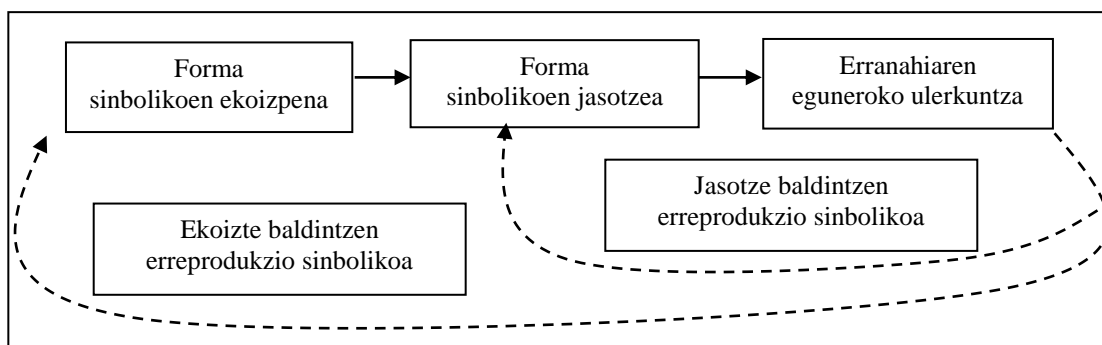 Forma
sinbolikoen ekoizpena
Forma
sinbolikoen jasotzea
Erranahiaren
eguneroko ulerkuntza
Jasotze baldintzen
erreprodukzio sinbolikoa
Ekoizte baldintzen
erreprodukzio sinbolikoa